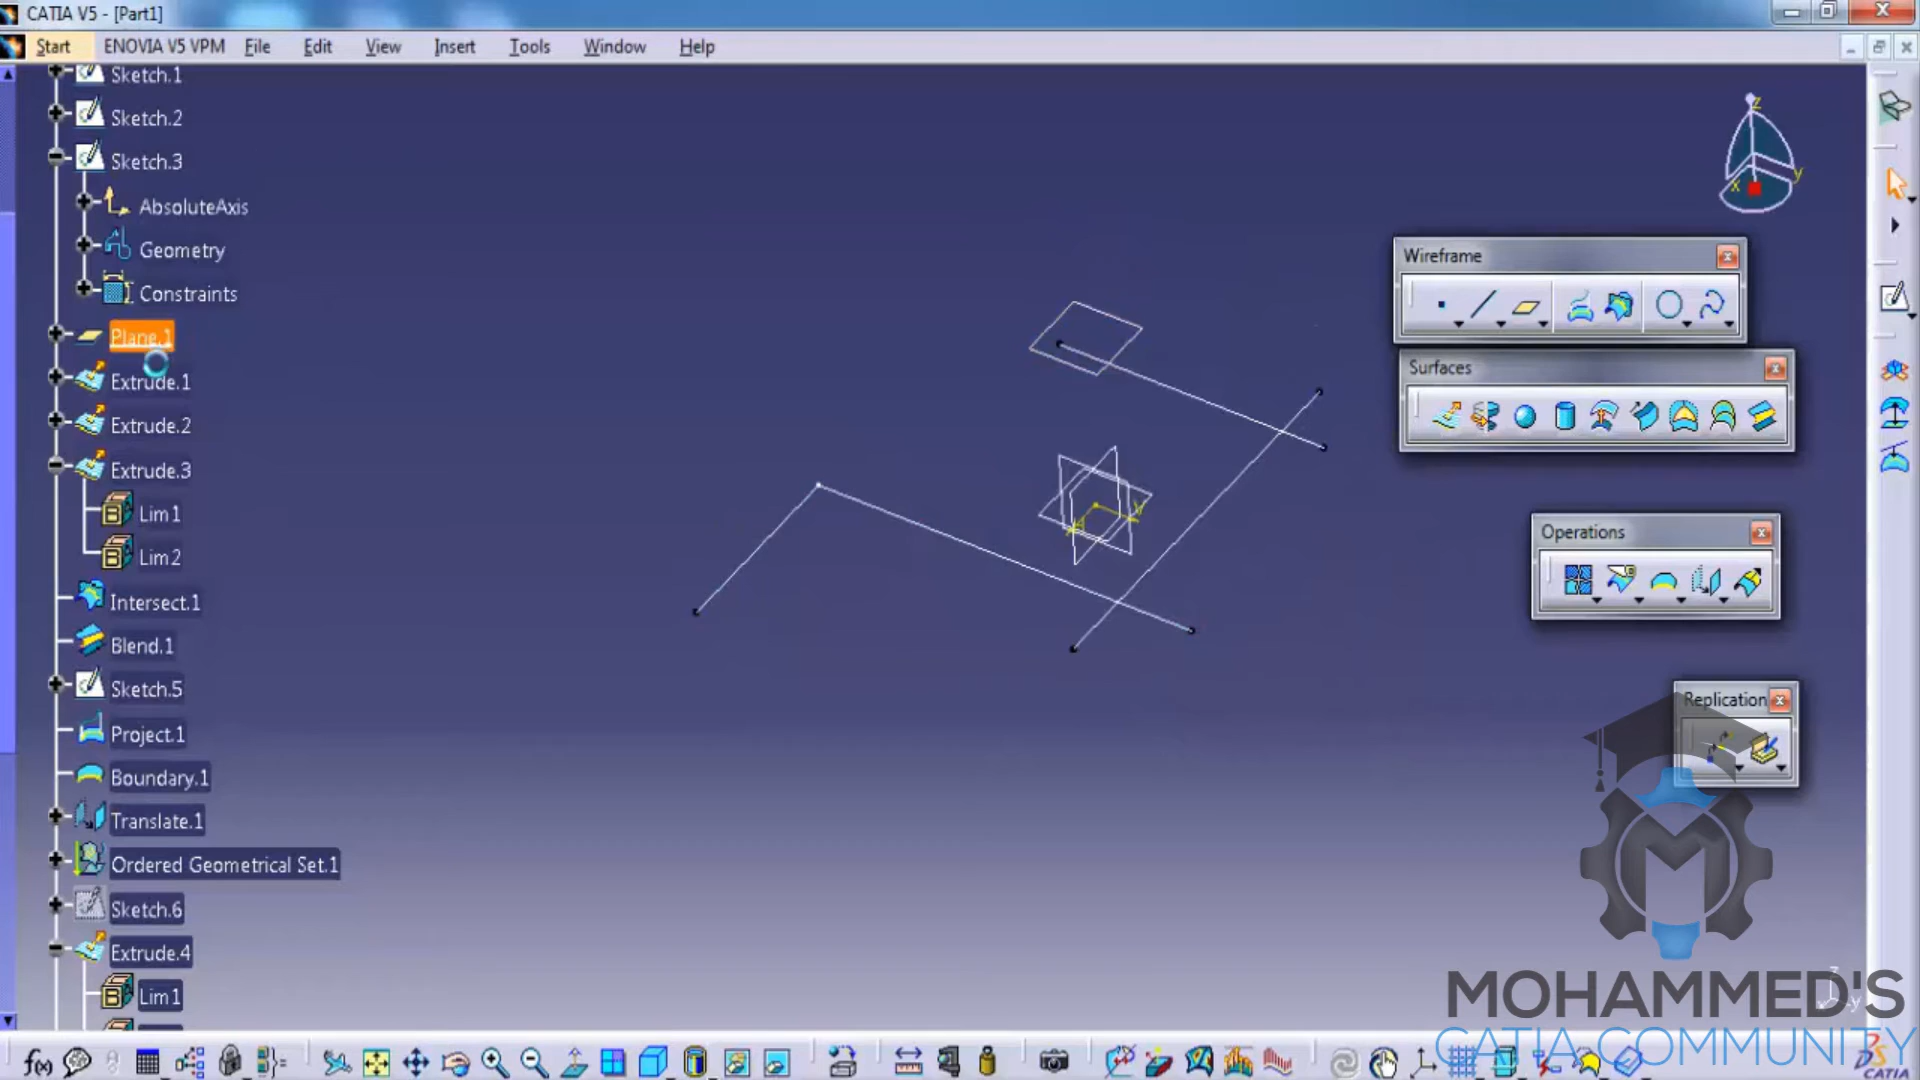 CATIA V5 - [Part1]
Start ENOVIA V5 VPM File Edit View Insert Tools Window Help
Sketch.1
Sketch.2
Sketch.3
AbsoluteAxis
Geometry
Constraints
Plane.1
Extrude.1
Extrude.2
Extrude.3
Lim1
Lim2
Intersect.1
Blend.1
Sketch.5
Project.1
Boundary.1
Translate.1
Ordered Geometrical Set.1
Sketch.6
Extrude.4
Lim1
z
x
y
Wireframe
Surfaces
Operations
Replication
MOHAMMED'S
CATIA COMMUNITY
f(x)
CATIA